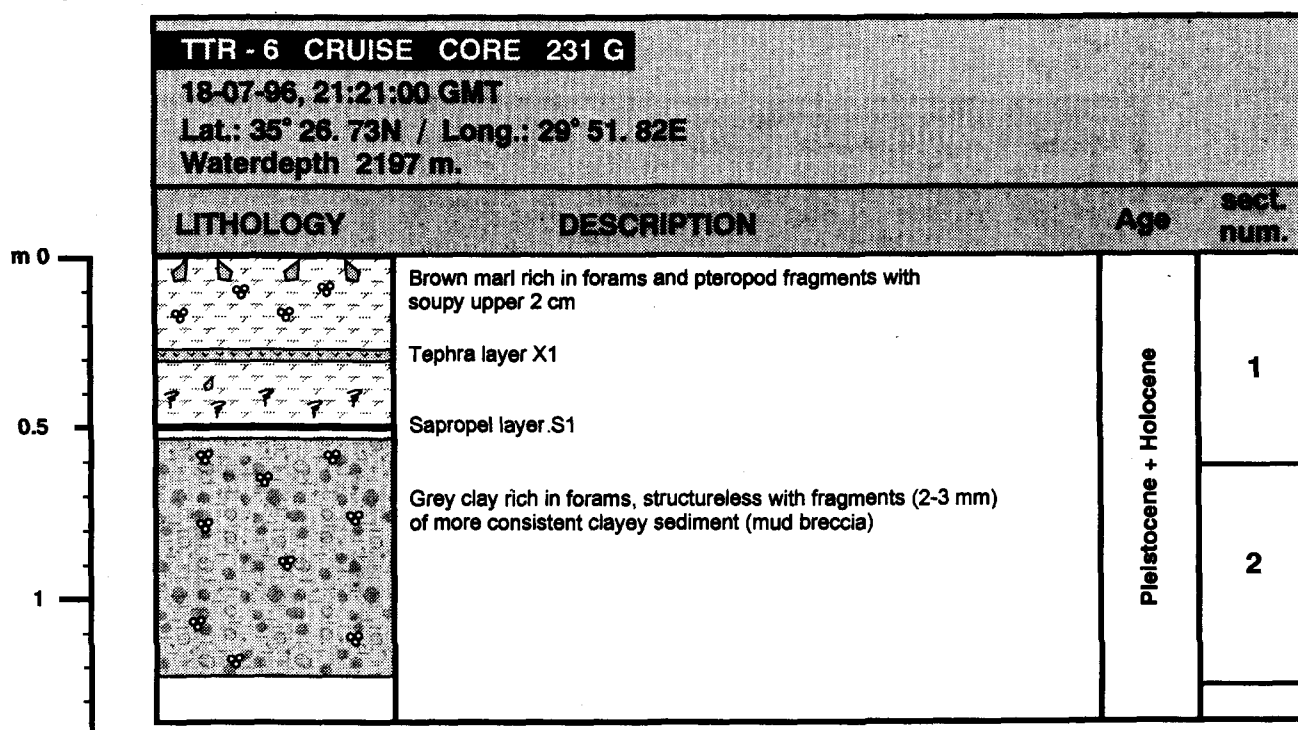 TTR - 6 CRUISE CORE 231 G
18-07-96, 21:21:00 GMT
Lat.: 35° 26. 73N / Long.: 29° 51. 82E
Waterdepth 2197 m.
LITHOLOGY
DESCRIPTION
Age
sect.
num.
m 0
Brown marl rich in forams and pteropod fragments with
soupy upper 2 cm
Tephra layer X1
1
0.5
Sapropel layer.S1
Grey clay rich in forams, structureless with fragments (2-3 mm)
of more consistent clayey sediment (mud breccia)
Pleistocene + Holocene
2
1